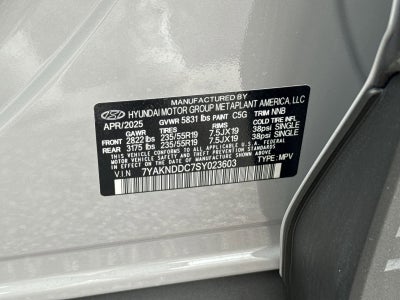 MANUFACTURED BY
HYUNDAI MOTOR GROUP METAPLANT AMERICA, LLC
APR/2025 GVWR 5831 lbs PAINT C5G TRIM NNB
GAWR TIRES RIMS COLD TIRE INFL
FRONT 2822 lbs 235/55R19 7.5JX19 38psi SINGLE
REAR 3175 lbs 235/55R19 7.5JX19 38psi SINGLE
THIS VEHICLE CONFORMS TO ALL APPLICABLE FEDERAL
MOTOR VEHICLE SAFETY AND THEFT PREVENTION STANDARDS
IN EFFECT ON THE DATE OF MANUFACTURE SHOWN ABOVE.
TYPE: MPV
VIN 7YAKNDDC7SY023603